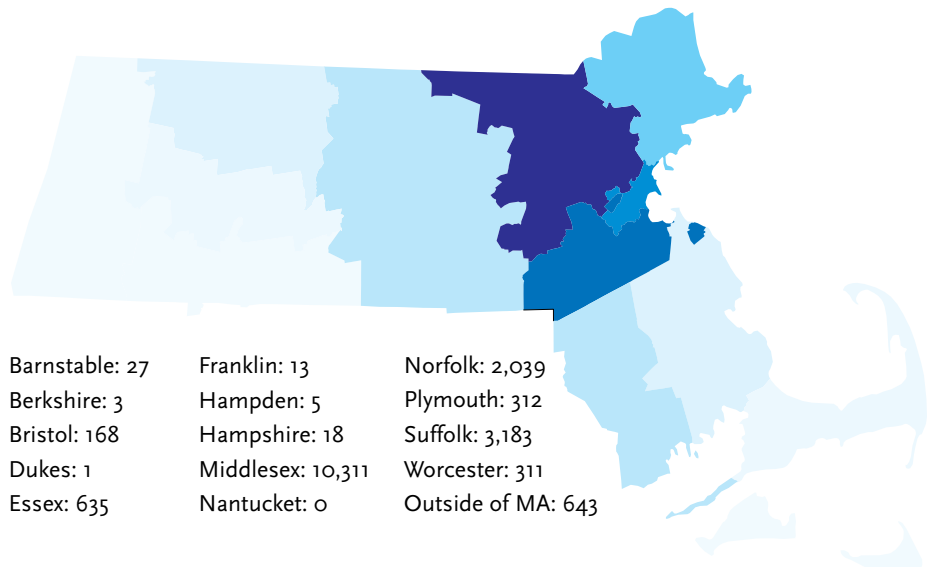 Barnstable: 27
Berkshire: 3
Bristol: 168
Dukes: 1
Essex: 635
Franklin: 13
Hampden: 5
Hampshire: 18
Middlesex: 10,311
Nantucket: 0
Norfolk: 2,039
Plymouth: 312
Suffolk: 3,183
Worcester: 311
Outside of MA: 643